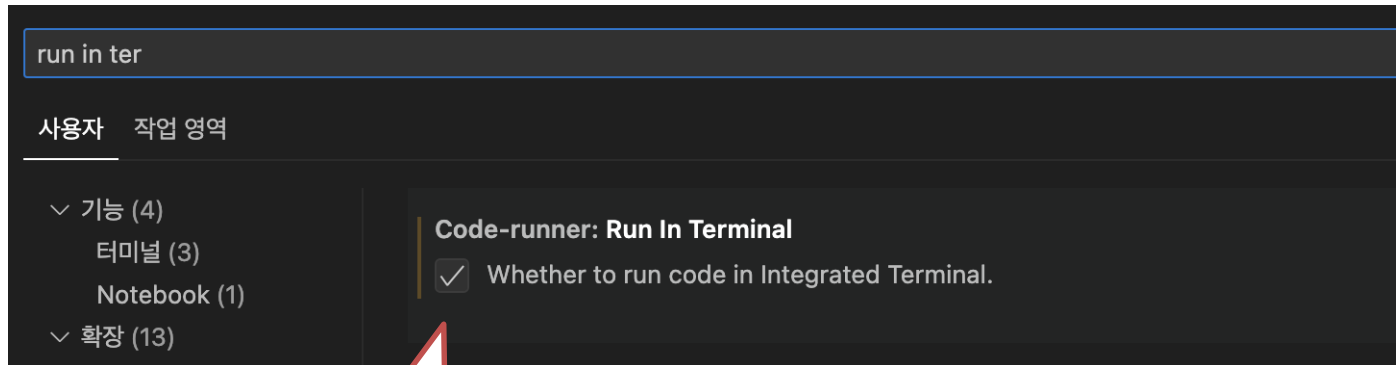 run in ter
사용자 작업 영역
기능 (4)
터미널 (3)
Notebook (1)
확장 (13)
Code-runner: Run In Terminal
Whether to run code in Integrated Terminal.